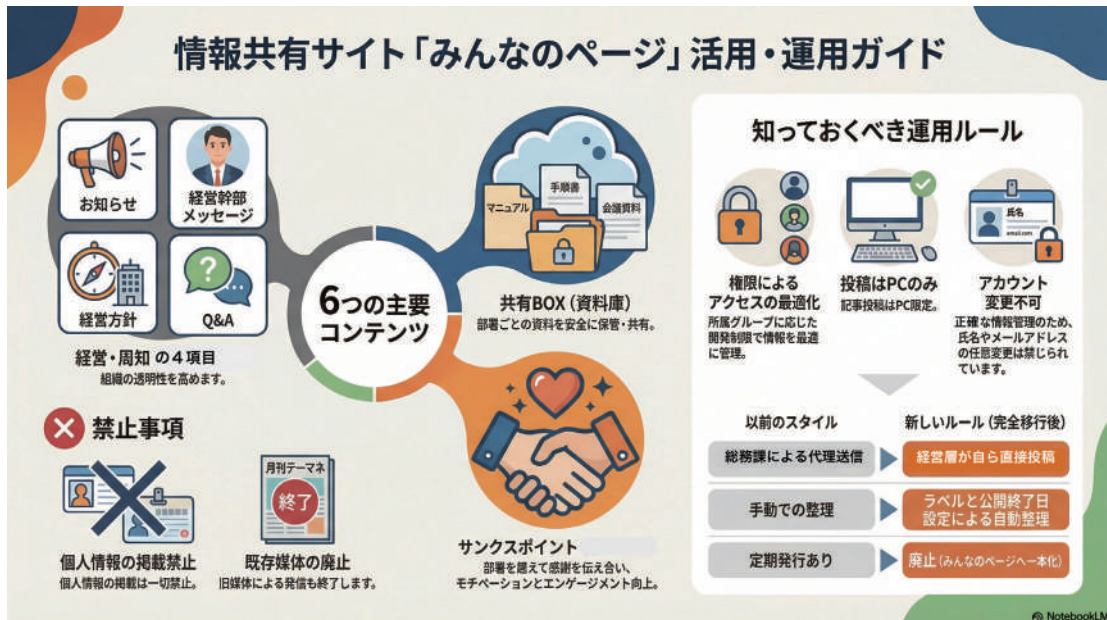 情報共有サイト「みんなのページ」活用・運用ガイド
お知らせ
経営幹部
メッセージ
経営方針
Q&A
経営・周知 の4項目
組織の透明性を高めます。
6つの主要
コンテンツ
マニュアル
手順書
会議資料
共有BOX（資料庫）
部署ごとの資料を安全に保管・共有。
サンクスポイント
部署を越えて感謝を伝え合い、
モチベーションとエンゲージメント向上。
禁止事項
個人情報の掲載禁止
個人情報の掲載は一切禁止。
月刊テーマネ
終了
既存媒体の廃止
旧媒体による発信も終了します。
知っておくべき運用ルール
権限による
アクセスの最適化
所属グループに応じた
開発制限で情報を最適
に管理。
投稿はPCのみ
記事投稿はPC限定。
氏名
email.com
アカウント
変更不可
正確な情報管理のため、
氏名やメールアドレス
の任意変更は禁じられ
ています。
以前のスタイル
新しいルール（完全移行後）
総務課による代理送信
経営層が自ら直接投稿
手動での整理
ラベルと公開終了日
設定による自動整理
定期発行あり
廃止（みんなのページへ一本化）
NotebookLM